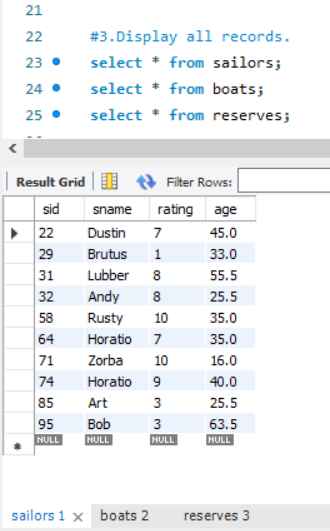 21
22 #3.Display all records.
23 select * from sailors;
24 select * from boats;
25 select * from reserves;
Result Grid Filter Rows:
sid sname rating age
22 Dustin 7 45.0
29 Brutus 1 33.0
31 Lubber 8 55.5
32 Andy 8 25.5
58 Rusty 10 35.0
64 Horatio 7 35.0
71 Zorba 10 16.0
74 Horatio 9 40.0
85 Art 3 25.5
95 Bob 3 63.5
NULL NULL NULL NULL
sailors 1 boats 2 reserves 3